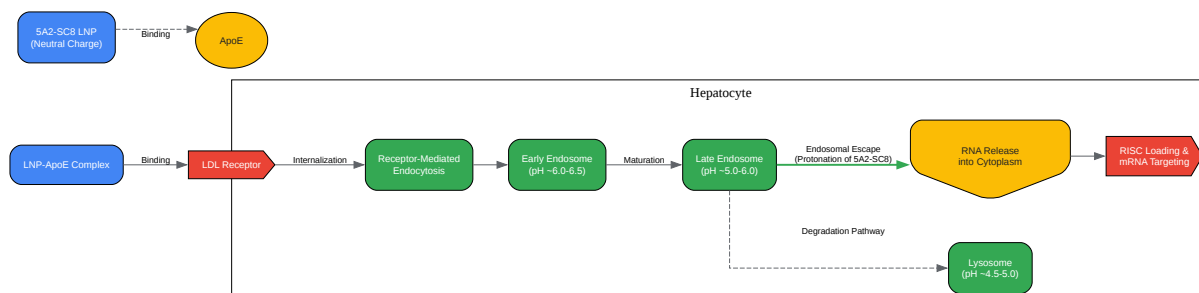 5A2-SC8 LNP
(Neutral Charge)
Binding
ApoE
Hepatocyte
LNP-ApoE Complex
Binding
LDL Receptor
Internalization
Receptor-Mediated
Endocytosis
Early Endosome
(pH ~6.0-6.5)
Maturation
Late Endosome
(pH ~5.0-6.0)
Endosomal Escape
(Protonation of 5A2-SC8)
RNA Release
into Cytoplasm
RISC Loading &
mRNA Targeting
Degradation Pathway
Lysosome
(pH ~4.5-5.0)